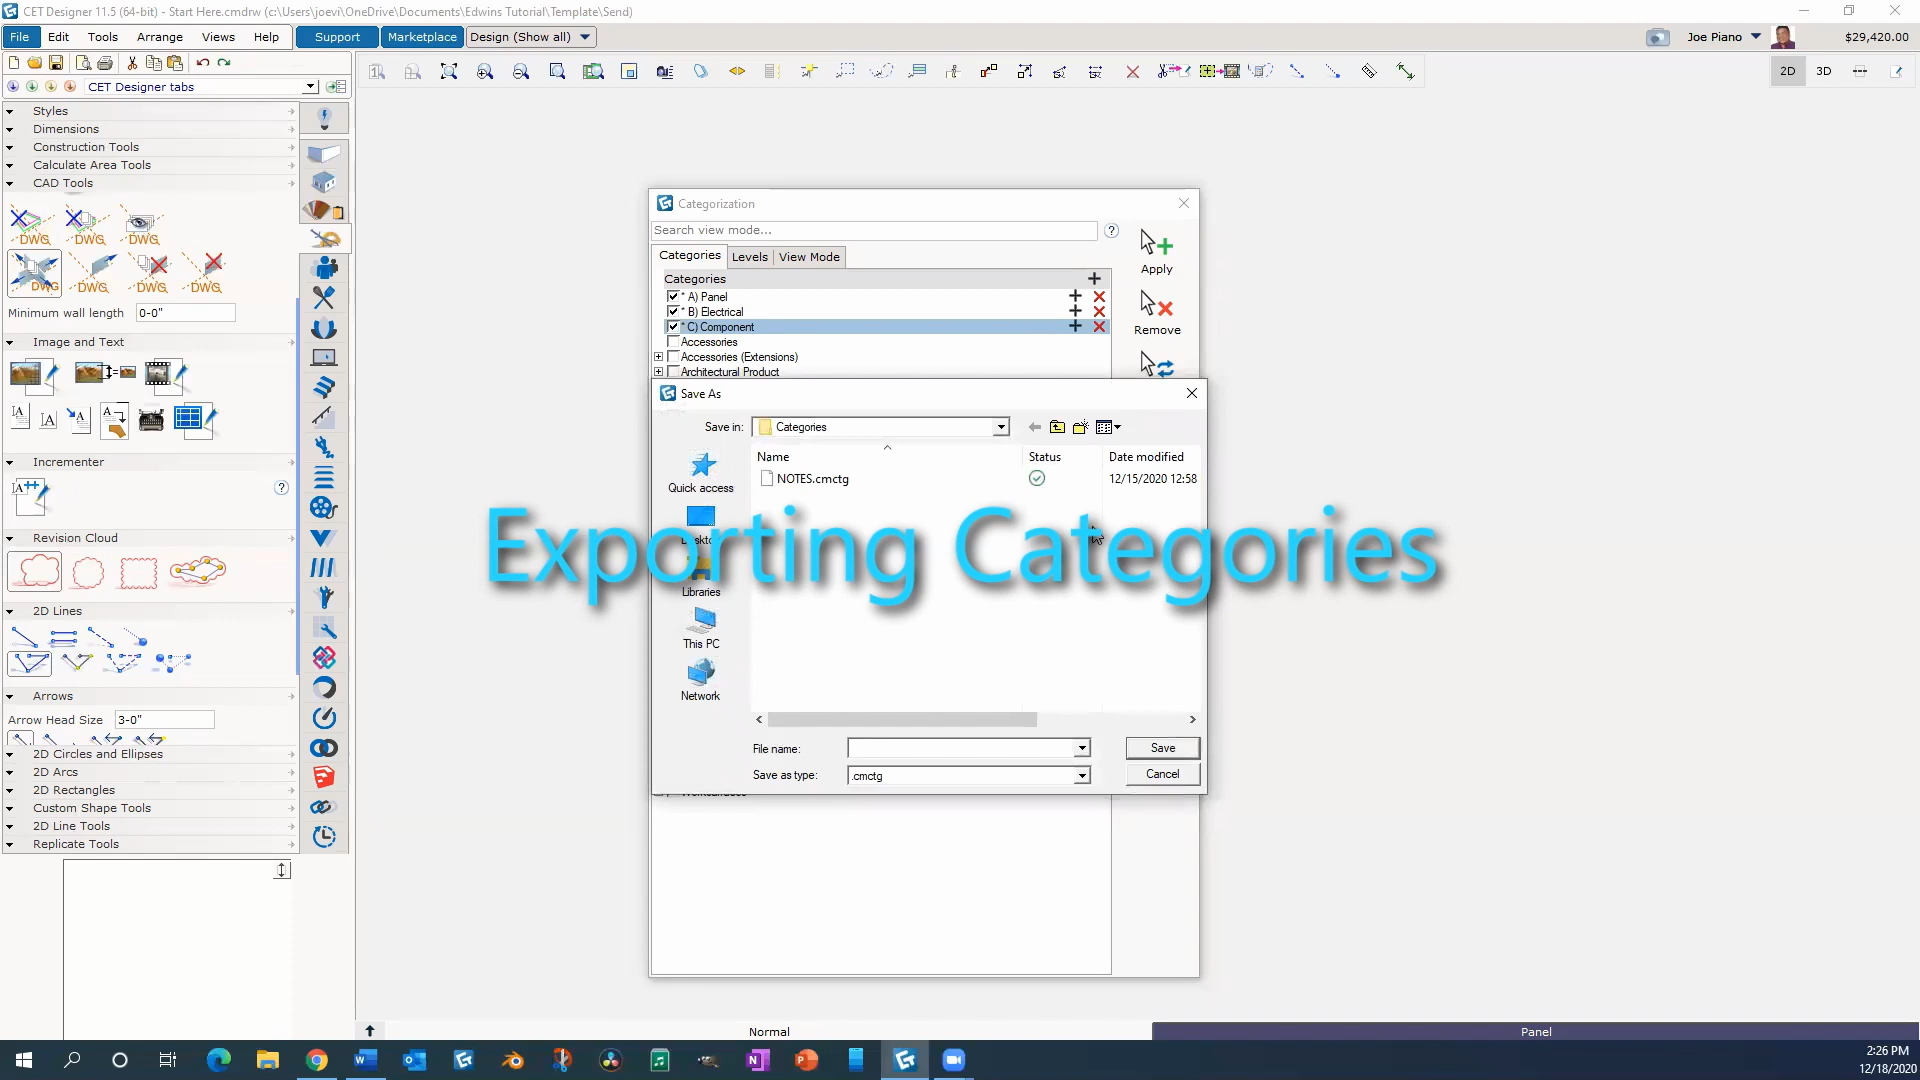 CET Designer 11.5 (64-bit) - Start Here.cmdrw (c:\Users\joevi\OneDrive\Documents\Edwins Tutorial\Template\Send)
File Edit Tools Arrange Views Help Support Marketplace Design (Show all) Joe Piano $29,420.00
2D 3D
CET Designer tabs
Styles
Dimensions
Construction Tools
Calculate Area Tools
CAD Tools
DWG DWG DWG
DWG DWG DWG DWG
Minimum wall length 0-0"
Image and Text
Incrementer
Revision Cloud
2D Lines
Arrows
Arrow Head Size 3-0"
2D Circles and Ellipses
2D Arcs
2D Rectangles
Custom Shape Tools
2D Line Tools
Replicate Tools
Categorization
Search view mode...
Categories Levels View Mode
Categories
* A) Panel
* B) Electrical
* C) Component
Accessories
Accessories (Extensions)
Architectural Product
Apply
Remove
Save As
Save in: Categories
Name Status Date modified
NOTES.cmctg 12/15/2020 12:58
Quick access
Libraries
This PC
Network
File name: Save
Save as type: .cmctg Cancel
Exporting Categories
Normal Panel
2:26 PM
12/18/2020